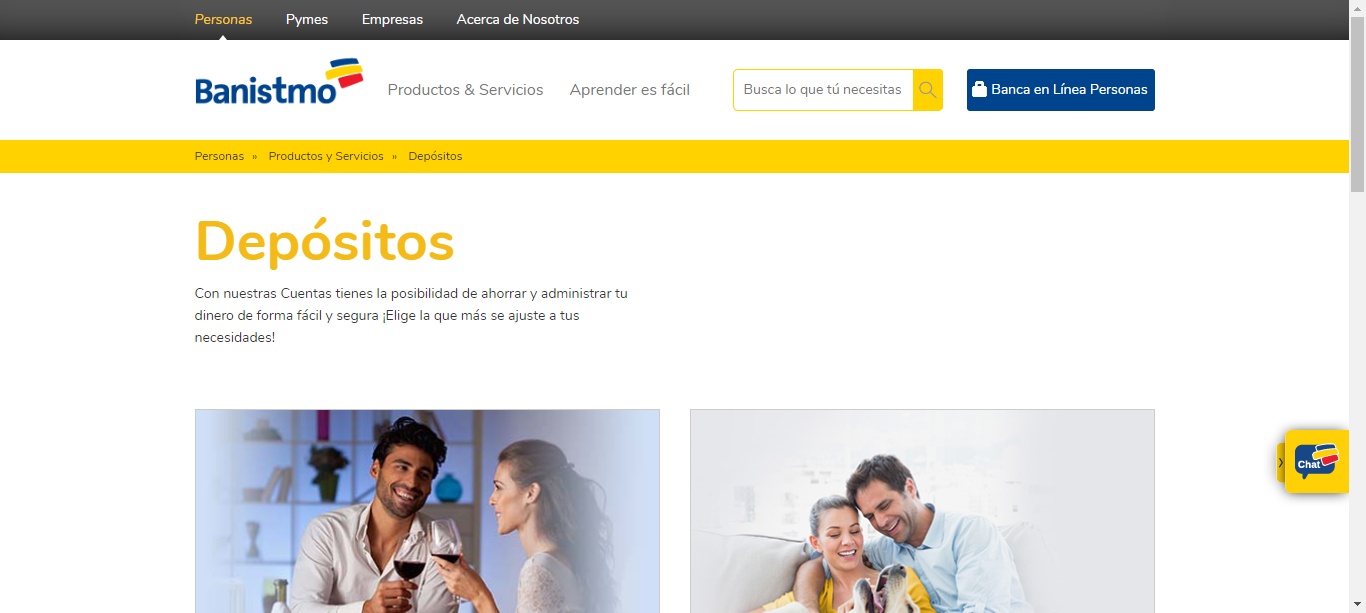 Personas Pymes Empresas Acerca de Nosotros
Banistmo Productos & Servicios Aprender es fácil Busca lo que tú necesitas Banca en Línea Personas
Personas » Productos y Servicios » Depósitos
Depósitos
Con nuestras Cuentas tienes la posibilidad de ahorrar y administrar tu
dinero de forma fácil y segura ¡Elige la que más se ajuste a tus
necesidades!
Chat